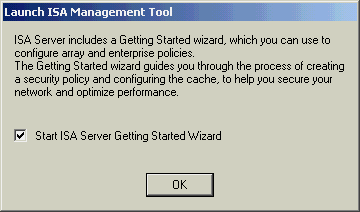 Launch ISA Management Tool
ISA Server includes a Getting Started wizard, which you can use to
configure array and enterprise policies.
The Getting Started wizard guides you through the process of creating
a security policy and configuring the cache, to help you secure your
network and optimize performance.
Start ISA Server Getting Started Wizard
OK